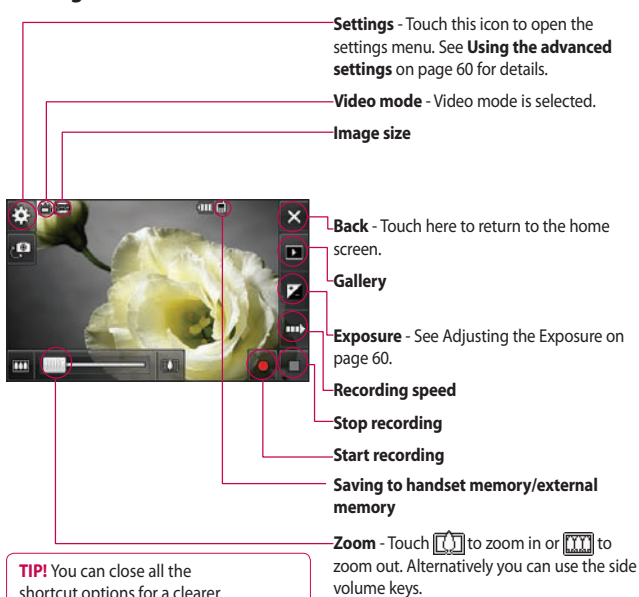 Settings - Touch this icon to open the
settings menu. See Using the advanced
settings on page 60 for details.
Video mode - Video mode is selected.
Image size
Back - Touch here to return to the home
screen.
Gallery
Exposure - See Adjusting the Exposure on
page 60.
Recording speed
Stop recording
Start recording
Saving to handset memory/external
memory
Zoom - Touch to zoom in or to
zoom out. Alternatively you can use the side
volume keys.
TIP! You can close all the
shortcut options for a clearer